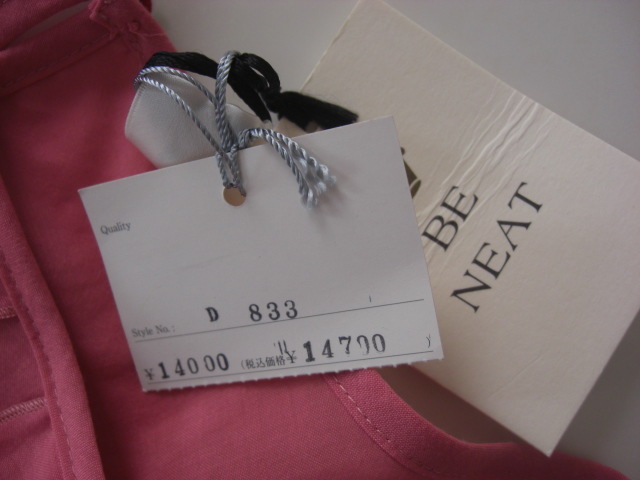 Quality
Style No.: D 833
¥14000 (税込価格 ¥14700 )
BE
NEAT